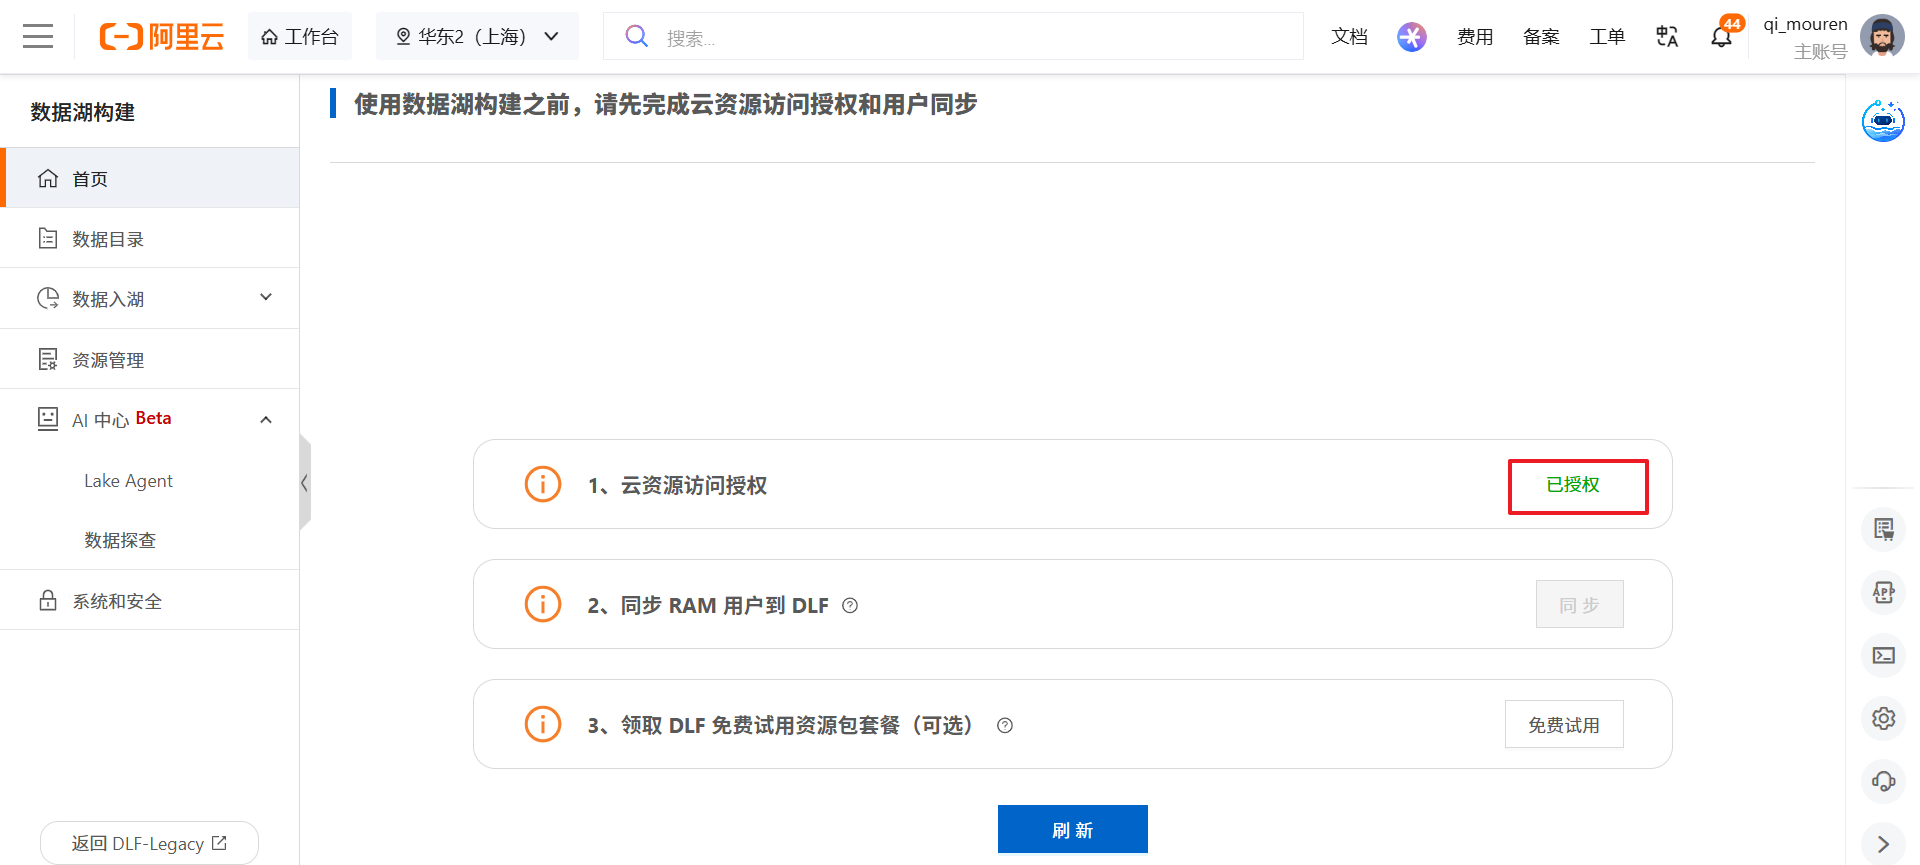 阿里云
工作台
华东2（上海）
搜索...
文档
费用
备案
工单
44
qi_mouren
主账号
数据湖构建
首页
数据目录
数据入湖
资源管理
AI 中心 Beta
Lake Agent
数据探查
系统和安全
返回 DLF-Legacy
使用数据湖构建之前，请先完成云资源访问授权和用户同步
1、云资源访问授权
已授权
2、同步 RAM 用户到 DLF
同 步
3、领取 DLF 免费试用资源包套餐（可选）
免费试用
刷 新
APP